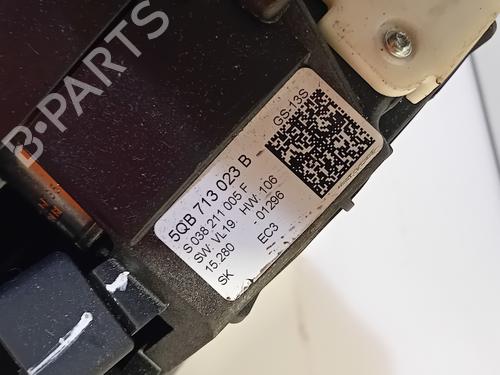 B-PARTS
GS-13S
5QB 713 023 B
S 038 211 005 F
SW: VL19 HW: 106
15.280 - 01296
SK EC3